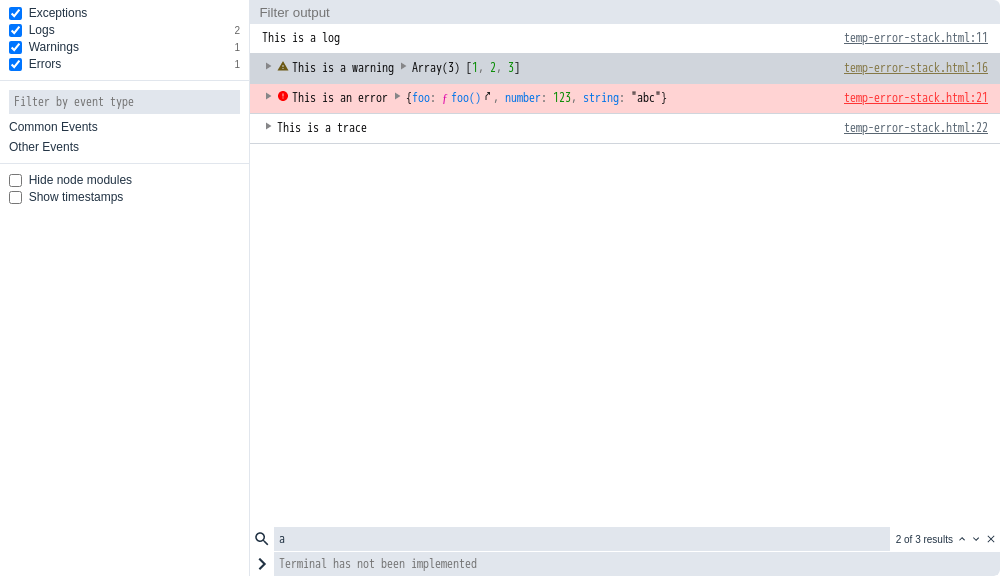 Exceptions
Logs 2
Warnings 1
Errors 1
Filter by event type
Common Events
Other Events
Hide node modules
Show timestamps
Filter output
This is a log temp-error-stack.html:11
This is a warning Array(3) [1, 2, 3] temp-error-stack.html:16
This is an error {foo: ƒ foo(), number: 123, string: "abc"} temp-error-stack.html:21
This is a trace temp-error-stack.html:22
a 2 of 3 results
Terminal has not been implemented